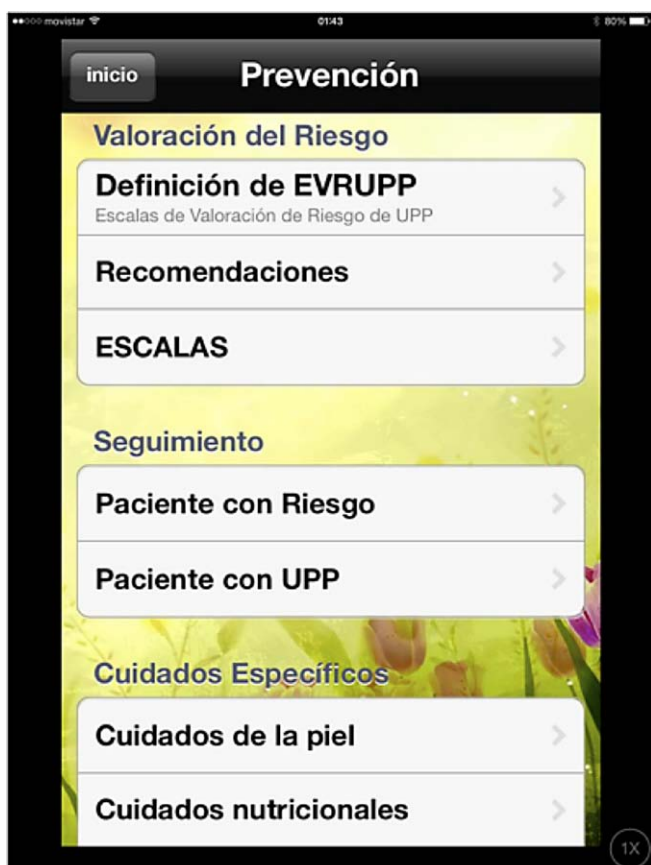 movistar 01:43 80%
inicio Prevención
Valoración del Riesgo
Definición de EVRUPP
Escalas de Valoración de Riesgo de UPP
Recomendaciones
ESCALAS
Seguimiento
Paciente con Riesgo
Paciente con UPP
Cuidados Específicos
Cuidados de la piel
Cuidados nutricionales
1X